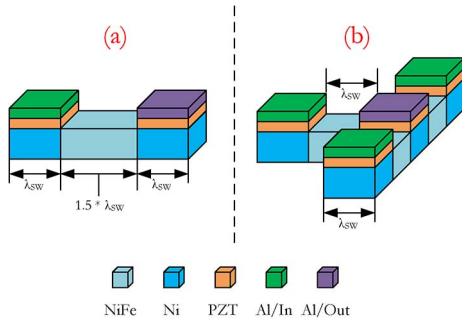 (a)
(b)
λSW
λSW
λSW
1.5 * λSW
λSW
NiFe Ni PZT Al/In Al/Out